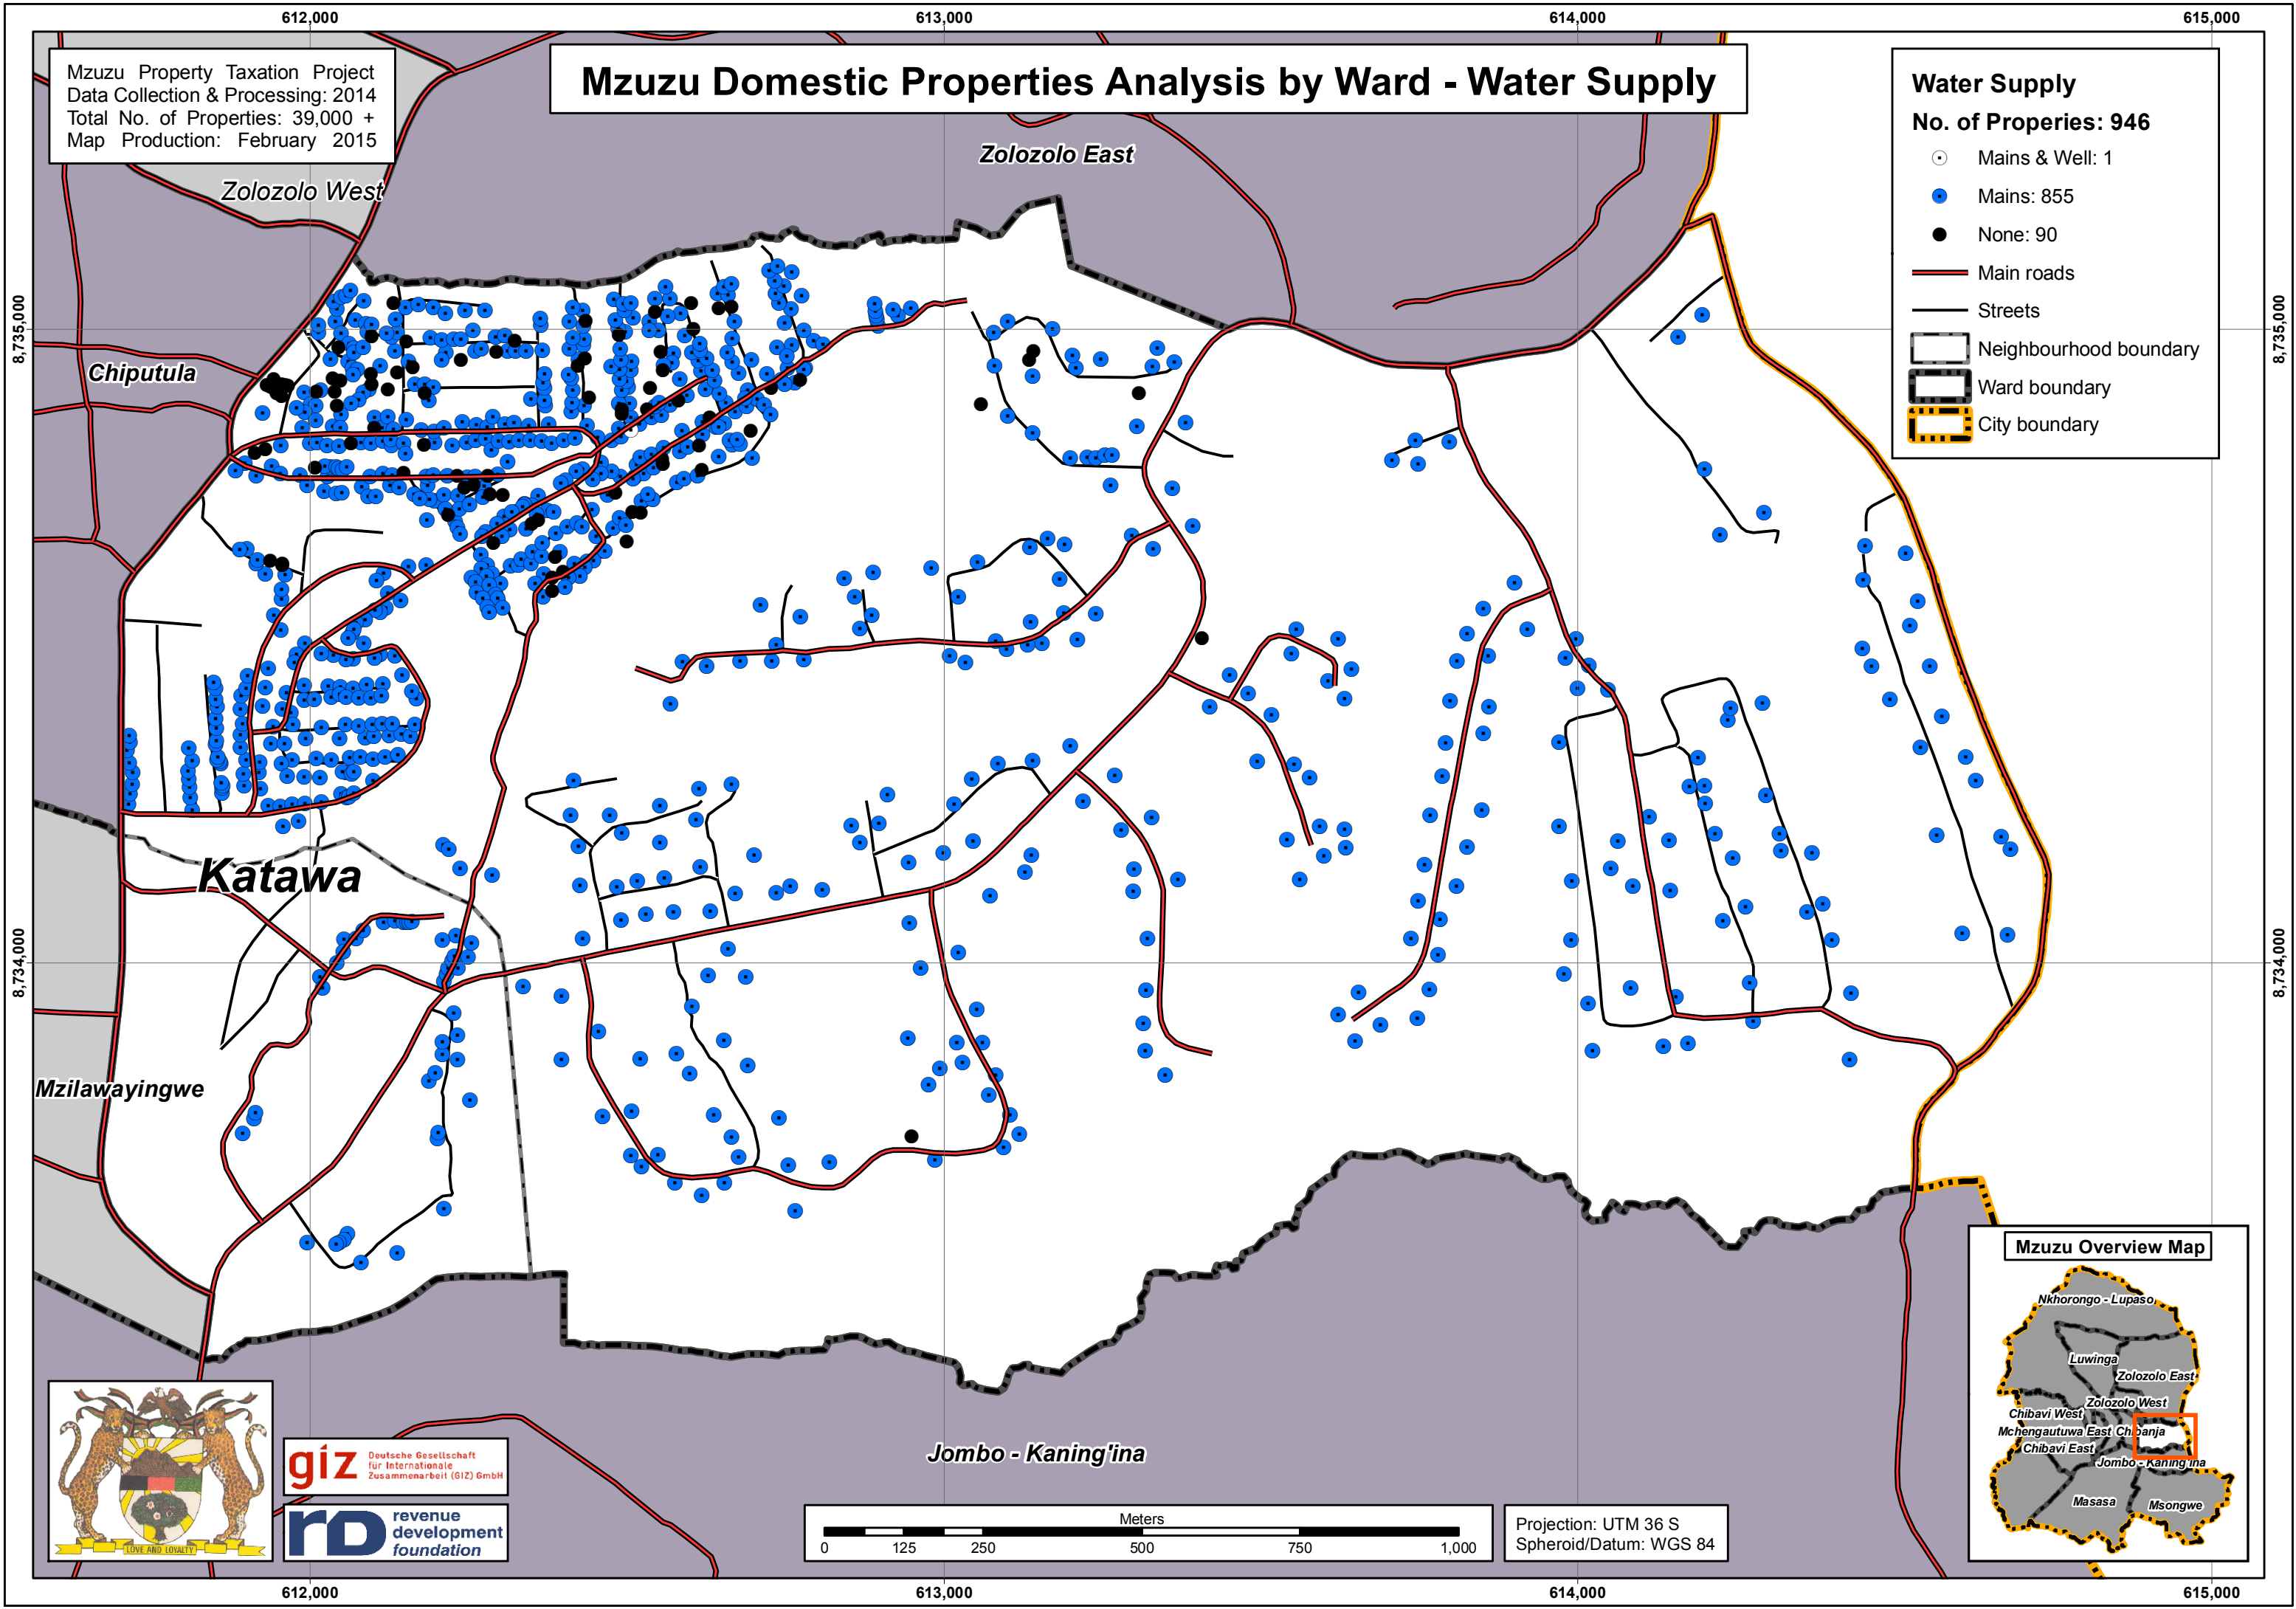 612,000
613,000
614,000
615,000
Mzuzu Property Taxation Project
Data Collection & Processing: 2014
Total No. of Properties: 39,000 +
Map Production: February 2015
Mzuzu Domestic Properties Analysis by Ward - Water Supply
Water Supply
No. of Properies: 946
Mains & Well: 1
Mains: 855
None: 90
Main roads
Streets
Neighbourhood boundary
Ward boundary
City boundary
Zolozolo East
Zolozolo West
8,735,000
8,735,000
Chiputula
Katawa
8,734,000
8,734,000
Mzilawayingwe
Jombo - Kaning'ina
Mzuzu Overview Map
Nkhorongo - Lupaso
Luwinga
Zolozolo East
Zolozolo West
Chibavi West
Mchengautuwa East Chibanja
Chibavi East
Jombo - Kaning'ina
Masasa
Msongwe
LOVE AND LOYALTY
giz Deutsche Gesellschaft
für Internationale
Zusammenarbeit (GIZ) GmbH
rD revenue
development
foundation
Meters
0 125 250 500 750 1,000
Projection: UTM 36 S
Spheroid/Datum: WGS 84
612,000
613,000
614,000
615,000